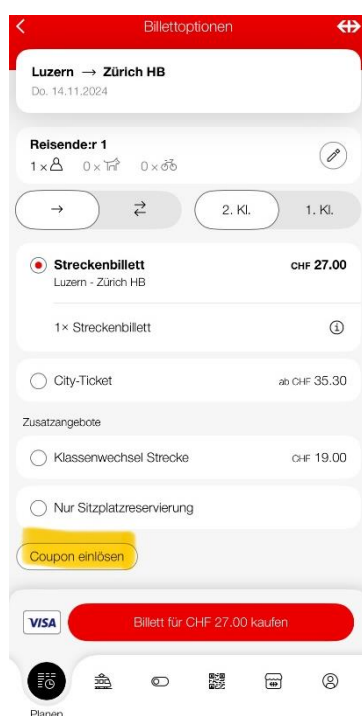 Billettoptionen
Luzern → Zürich HB
Do. 14.11.2024
Reisende:r 1
1 × 0 × 0 ×
2. Kl. 1. Kl.
Streckenbillett CHF 27.00
Luzern - Zürich HB
1× Streckenbillett
City-Ticket ab CHF 35.30
Zusatzangebote
Klassenwechsel Strecke CHF 19.00
Nur Sitzplatzreservierung
Coupon einlösen
VISA Billett für CHF 27.00 kaufen
Planen